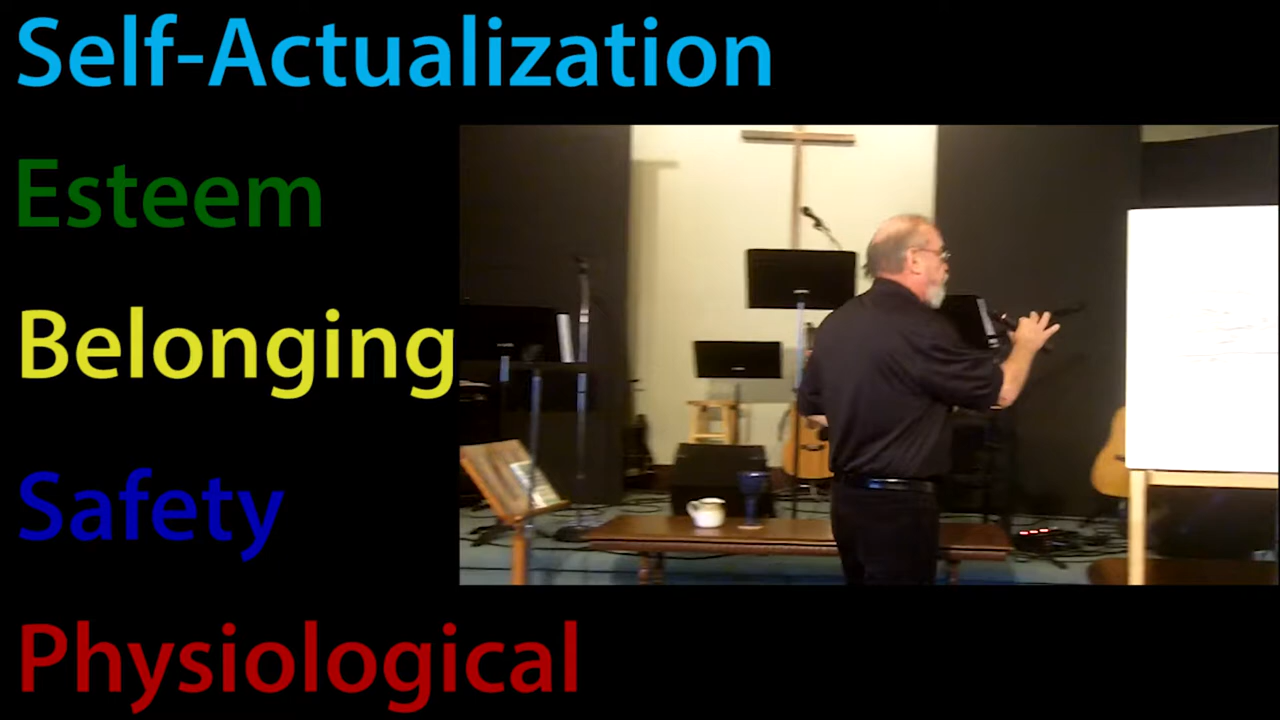 Self-Actualization
Esteem
Belonging
Safety
Physiological